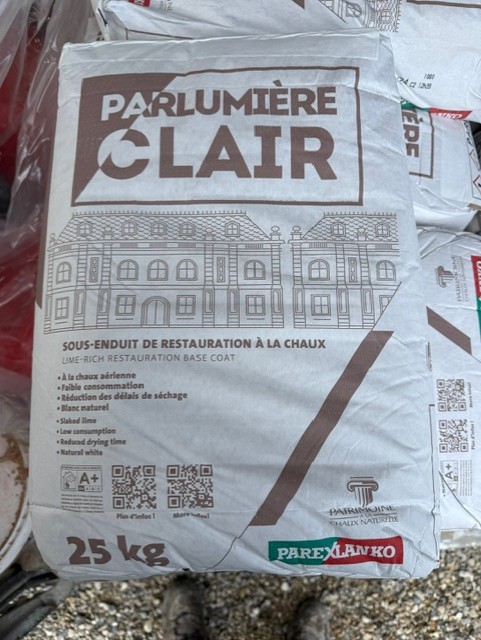 PARLUMIÈRE
CLAIR
SOUS-ENDUIT DE RESTAURATION À LA CHAUX
LIME-RICH RESTAURATION BASE COAT
• À la chaux aérienne
• Faible consommation
• Réduction des délais de séchage
• Blanc naturel
• Slaked lime
• Low consumption
• Reduced drying time
• Natural white
A+
Plus d'infos !
More infos!
PATRIMOINE
À LA
CHAUX NATURELLE
25 kg
PAREXLANKO
A+